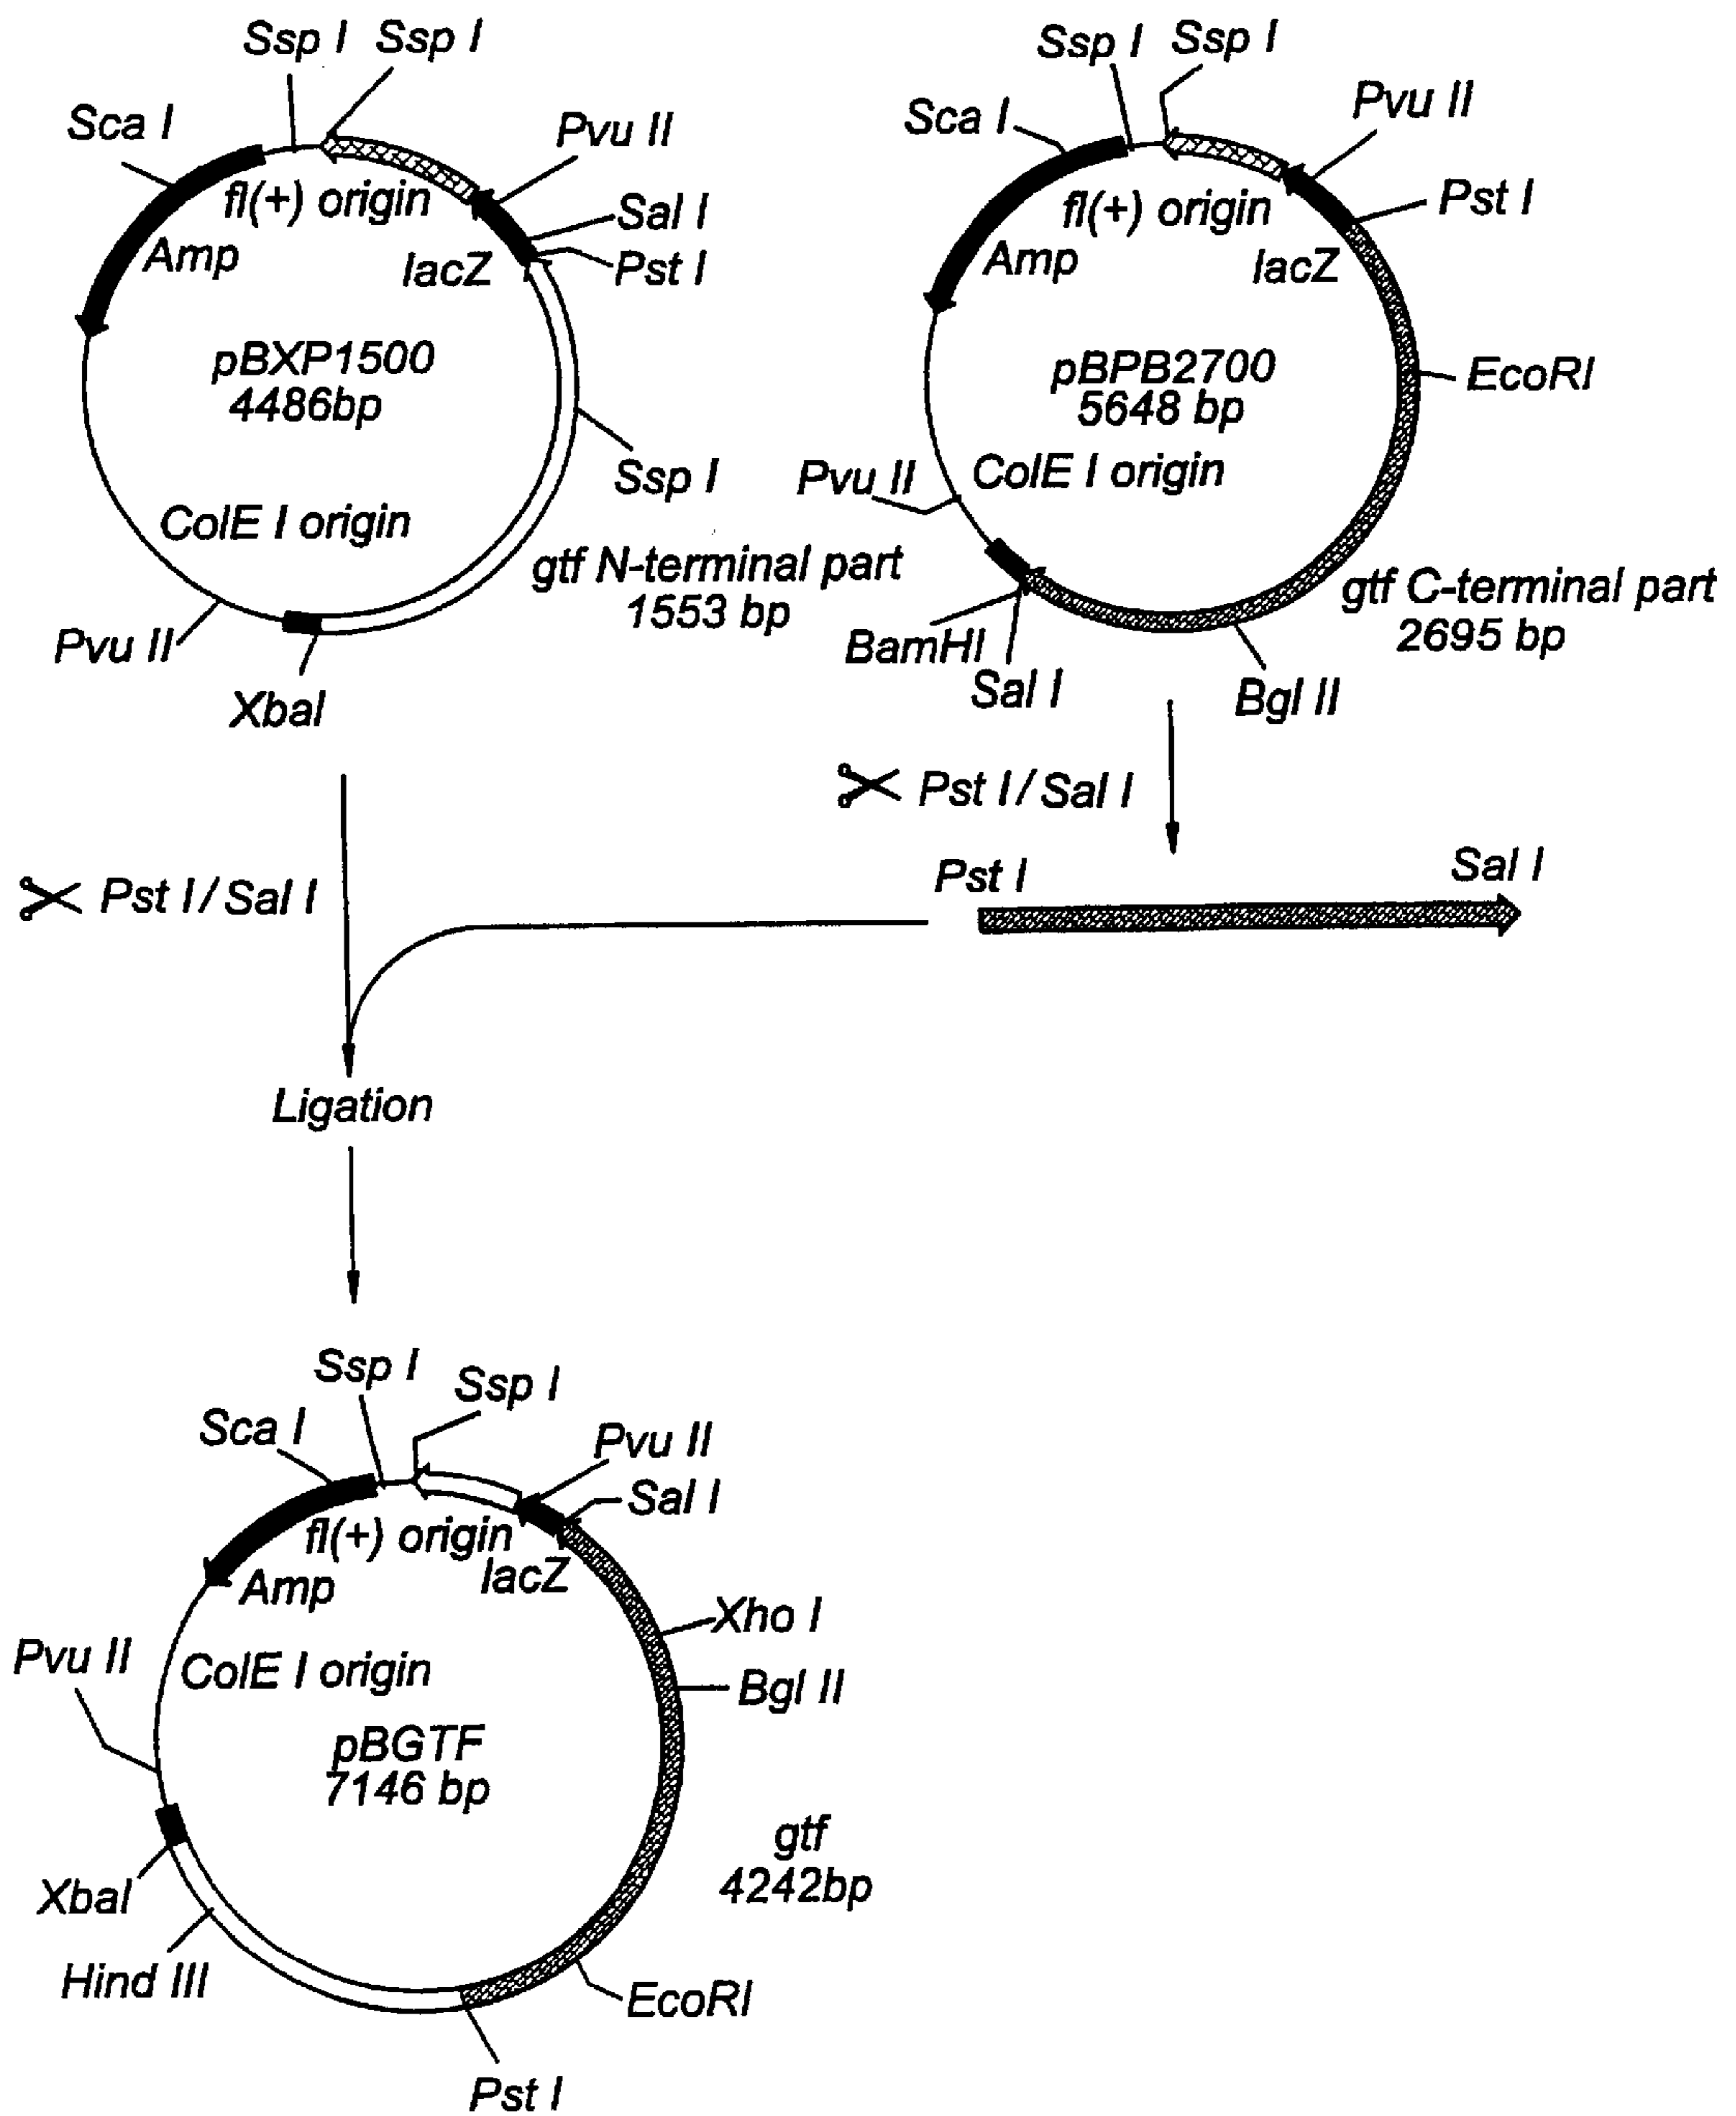 Ssp I Ssp I
Sca I
Pvu II
fl(+) origin
Sal I
Amp
lacZ
Pst I
pBXP1500
4486bp
Ssp I
ColE I origin
gtf N-terminal part
1553 bp
Pvu II
XbaI
Ssp I Ssp I
Pvu II
Sca I
Pst I
fl(+) origin
Amp
lacZ
pBPB2700
5648 bp
EcoRI
Pvu II
ColE I origin
gtf C-terminal part
2695 bp
BamHI
Sal I
Bgl II
Pst I / Sal I
Pst I / Sal I
Pst I
Sal I
Ligation
Ssp I
Ssp I
Sca I
Pvu II
Sal I
fl(+) origin
lacZ
Amp
Xho I
Pvu II
ColE I origin
Bgl II
pBGTF
7146 bp
gtf
4242bp
XbaI
Hind III
EcoRI
Pst I